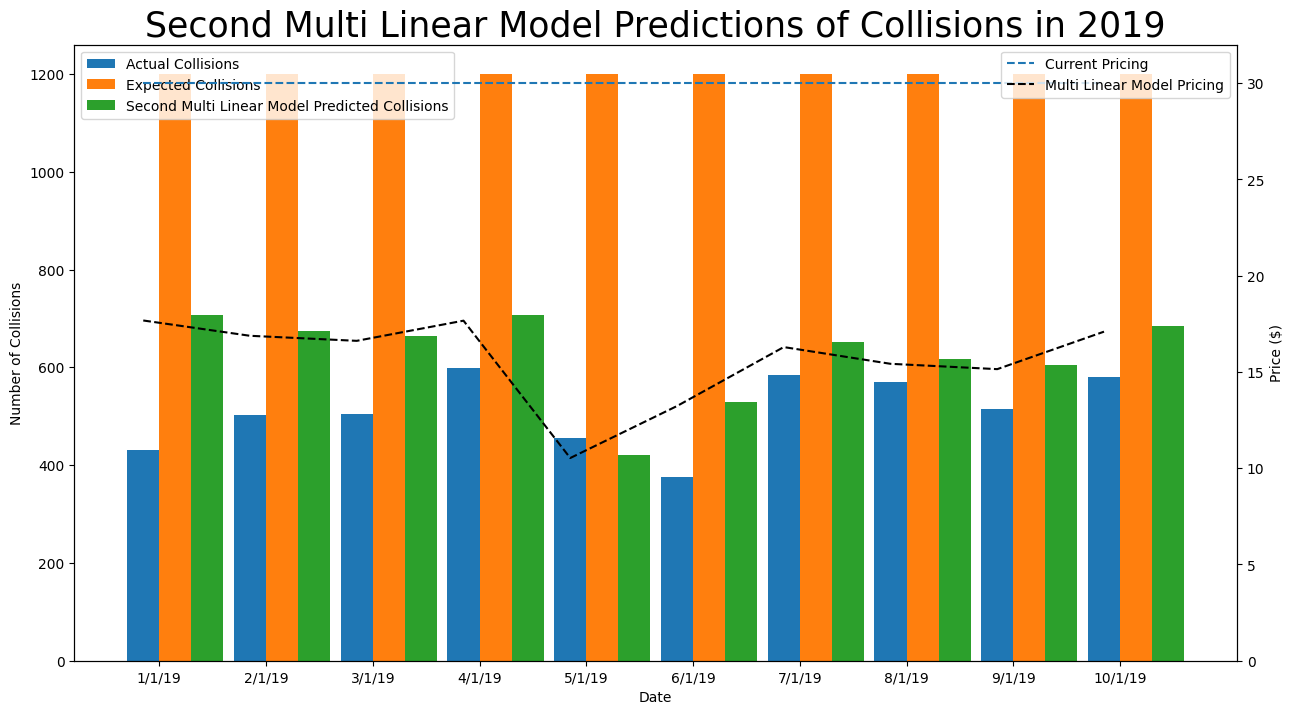 Second Multi Linear Model Predictions of Collisions in 2019
Actual Collisions
Expected Collisions
Second Multi Linear Model Predicted Collisions
Current Pricing
Multi Linear Model Pricing
Number of Collisions
1200
1000
800
600
400
200
0
Price ($)
30
25
20
15
10
5
0
1/1/19
2/1/19
3/1/19
4/1/19
5/1/19
6/1/19
7/1/19
8/1/19
9/1/19
10/1/19
Date